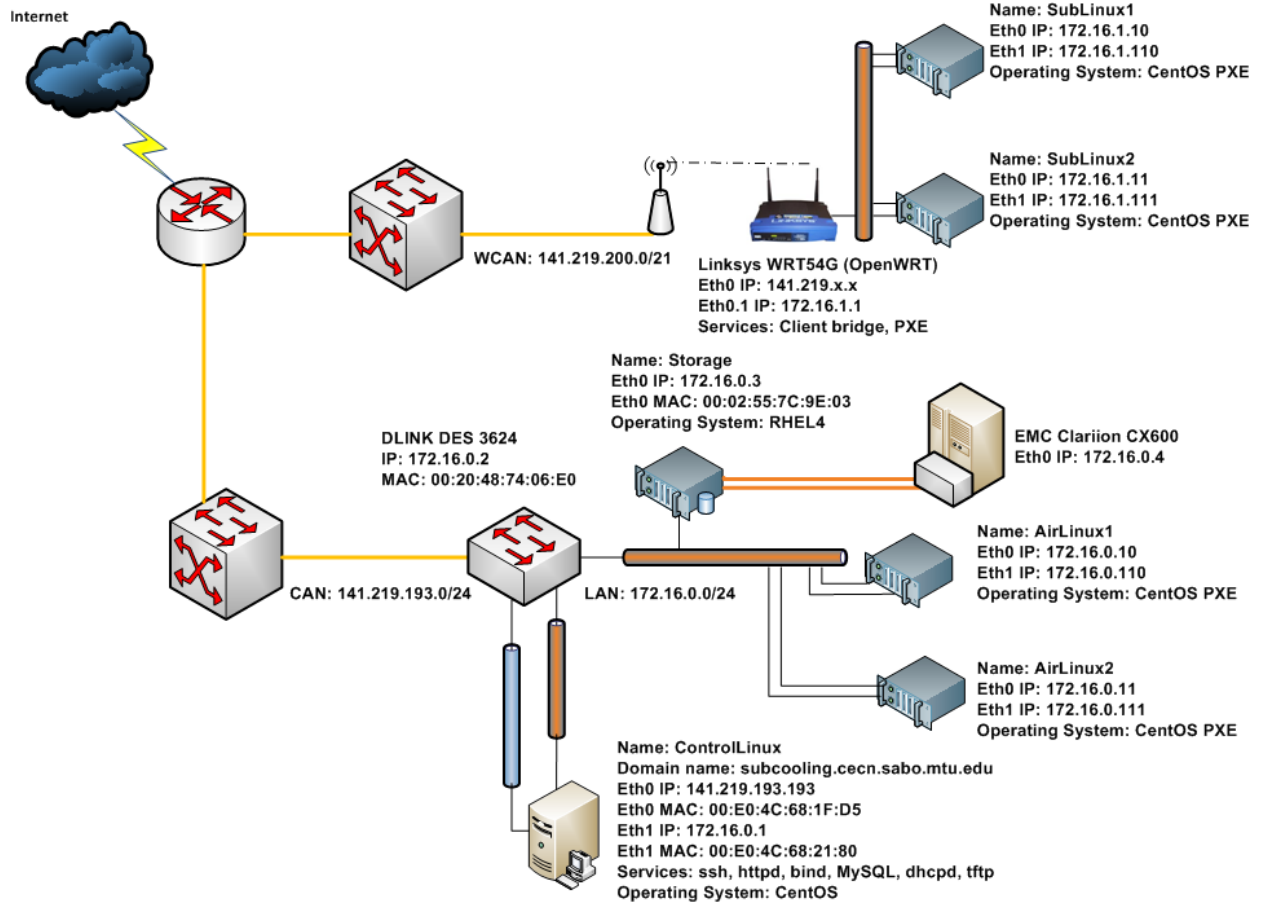 Internet
Name: SubLinux1
Eth0 IP: 172.16.1.10
Eth1 IP: 172.16.1.110
Operating System: CentOS PXE
Name: SubLinux2
Eth0 IP: 172.16.1.11
Eth1 IP: 172.16.1.111
Operating System: CentOS PXE
WCAN: 141.219.200.0/21
LINKSYS
Linksys WRT54G (OpenWRT)
Eth0 IP: 141.219.x.x
Eth0.1 IP: 172.16.1.1
Services: Client bridge, PXE
Name: Storage
Eth0 IP: 172.16.0.3
Eth0 MAC: 00:02:55:7C:9E:03
Operating System: RHEL4
EMC Clariion CX600
Eth0 IP: 172.16.0.4
DLINK DES 3624
IP: 172.16.0.2
MAC: 00:20:48:74:06:E0
CAN: 141.219.193.0/24
LAN: 172.16.0.0/24
Name: AirLinux1
Eth0 IP: 172.16.0.10
Eth1 IP: 172.16.0.110
Operating System: CentOS PXE
Name: AirLinux2
Eth0 IP: 172.16.0.11
Eth1 IP: 172.16.0.111
Operating System: CentOS PXE
Name: ControlLinux
Domain name: subcooling.cecn.sabo.mtu.edu
Eth0 IP: 141.219.193.193
Eth0 MAC: 00:E0:4C:68:1F:D5
Eth1 IP: 172.16.0.1
Eth1 MAC: 00:E0:4C:68:21:80
Services: ssh, httpd, bind, MySQL, dhcpd, tftp
Operating System: CentOS